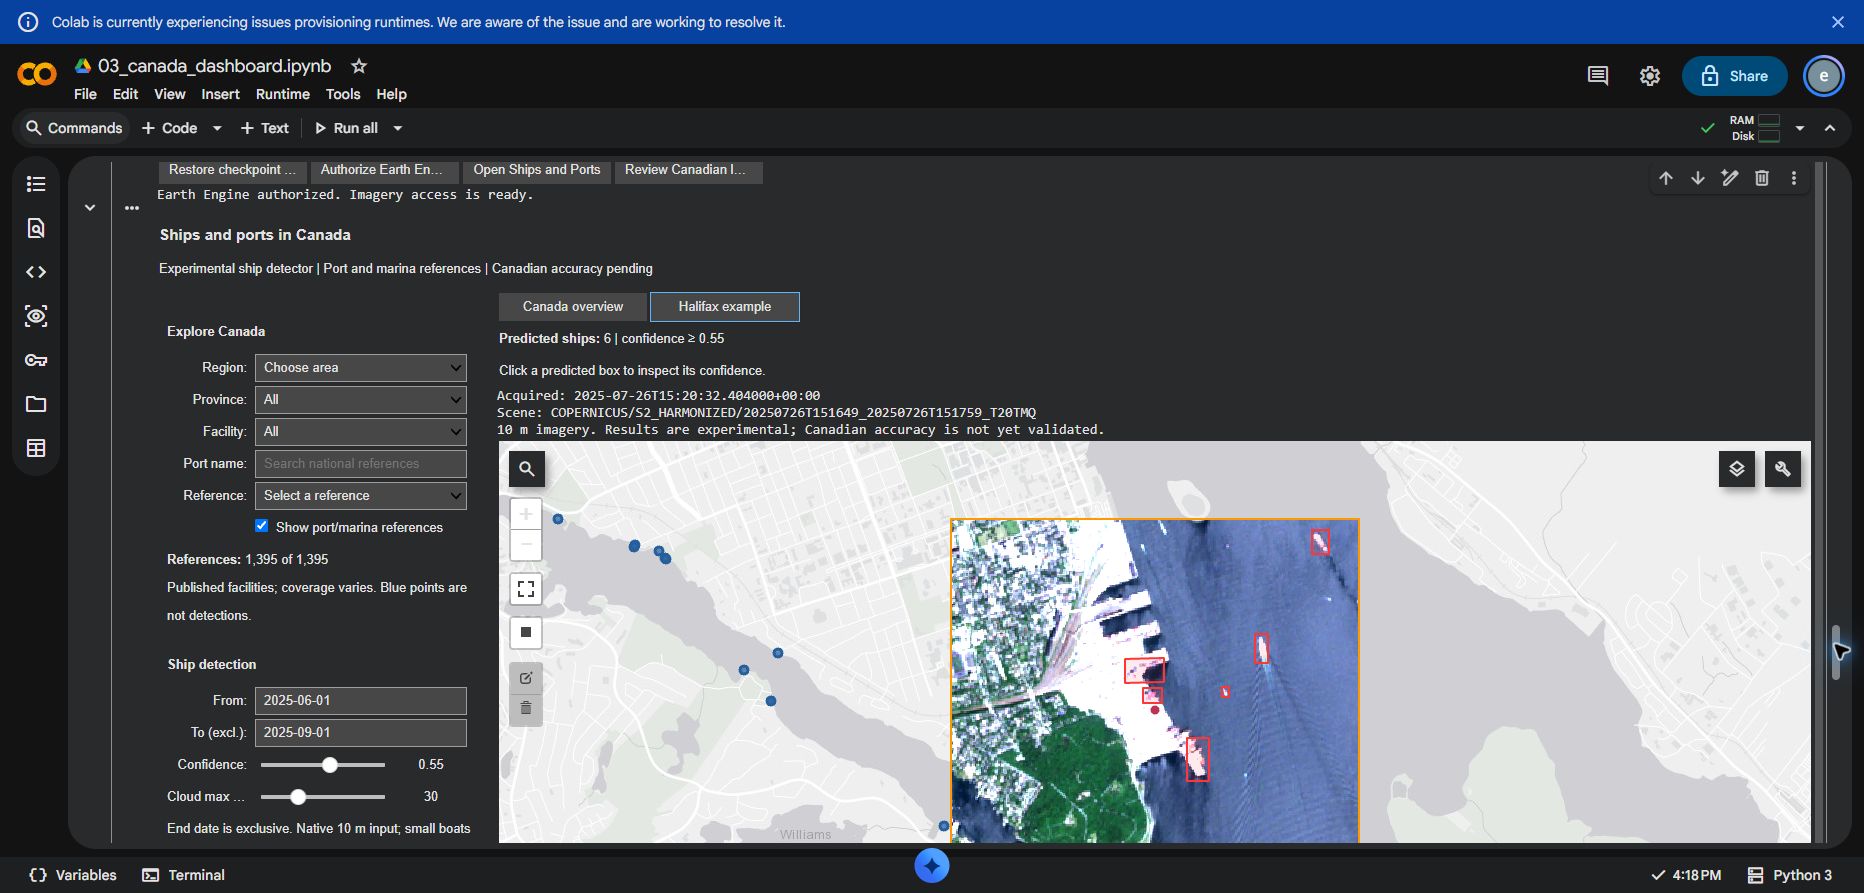 Colab is currently experiencing issues provisioning runtimes. We are aware of the issue and are working to resolve it.
CO
03_canada_dashboard.ipynb
File Edit View Insert Runtime Tools Help
Share
e
Commands + Code + Text Run all
RAM
Disk
Restore checkpoint ... Authorize Earth En... Open Ships and Ports Review Canadian I...
Earth Engine authorized. Imagery access is ready.
Ships and ports in Canada
Experimental ship detector | Port and marina references | Canadian accuracy pending
Canada overview Halifax example
Explore Canada
Predicted ships: 6 | confidence ≥ 0.55
Region: Choose area
Click a predicted box to inspect its confidence.
Province: All
Acquired: 2025-07-26T15:20:32.404000+00:00
Scene: COPERNICUS/S2_HARMONIZED/20250726T151649_20250726T151759_T20TMQ
Facility: All
10 m imagery. Results are experimental; Canadian accuracy is not yet validated.
Port name: Search national references
Reference: Select a reference
Show port/marina references
References: 1,395 of 1,395
Published facilities; coverage varies. Blue points are
not detections.
Ship detection
From: 2025-06-01
To (excl.): 2025-09-01
Confidence: 0.55
Cloud max ... 30
End date is exclusive. Native 10 m input; small boats
Williams
Variables Terminal
4:18 PM Python 3